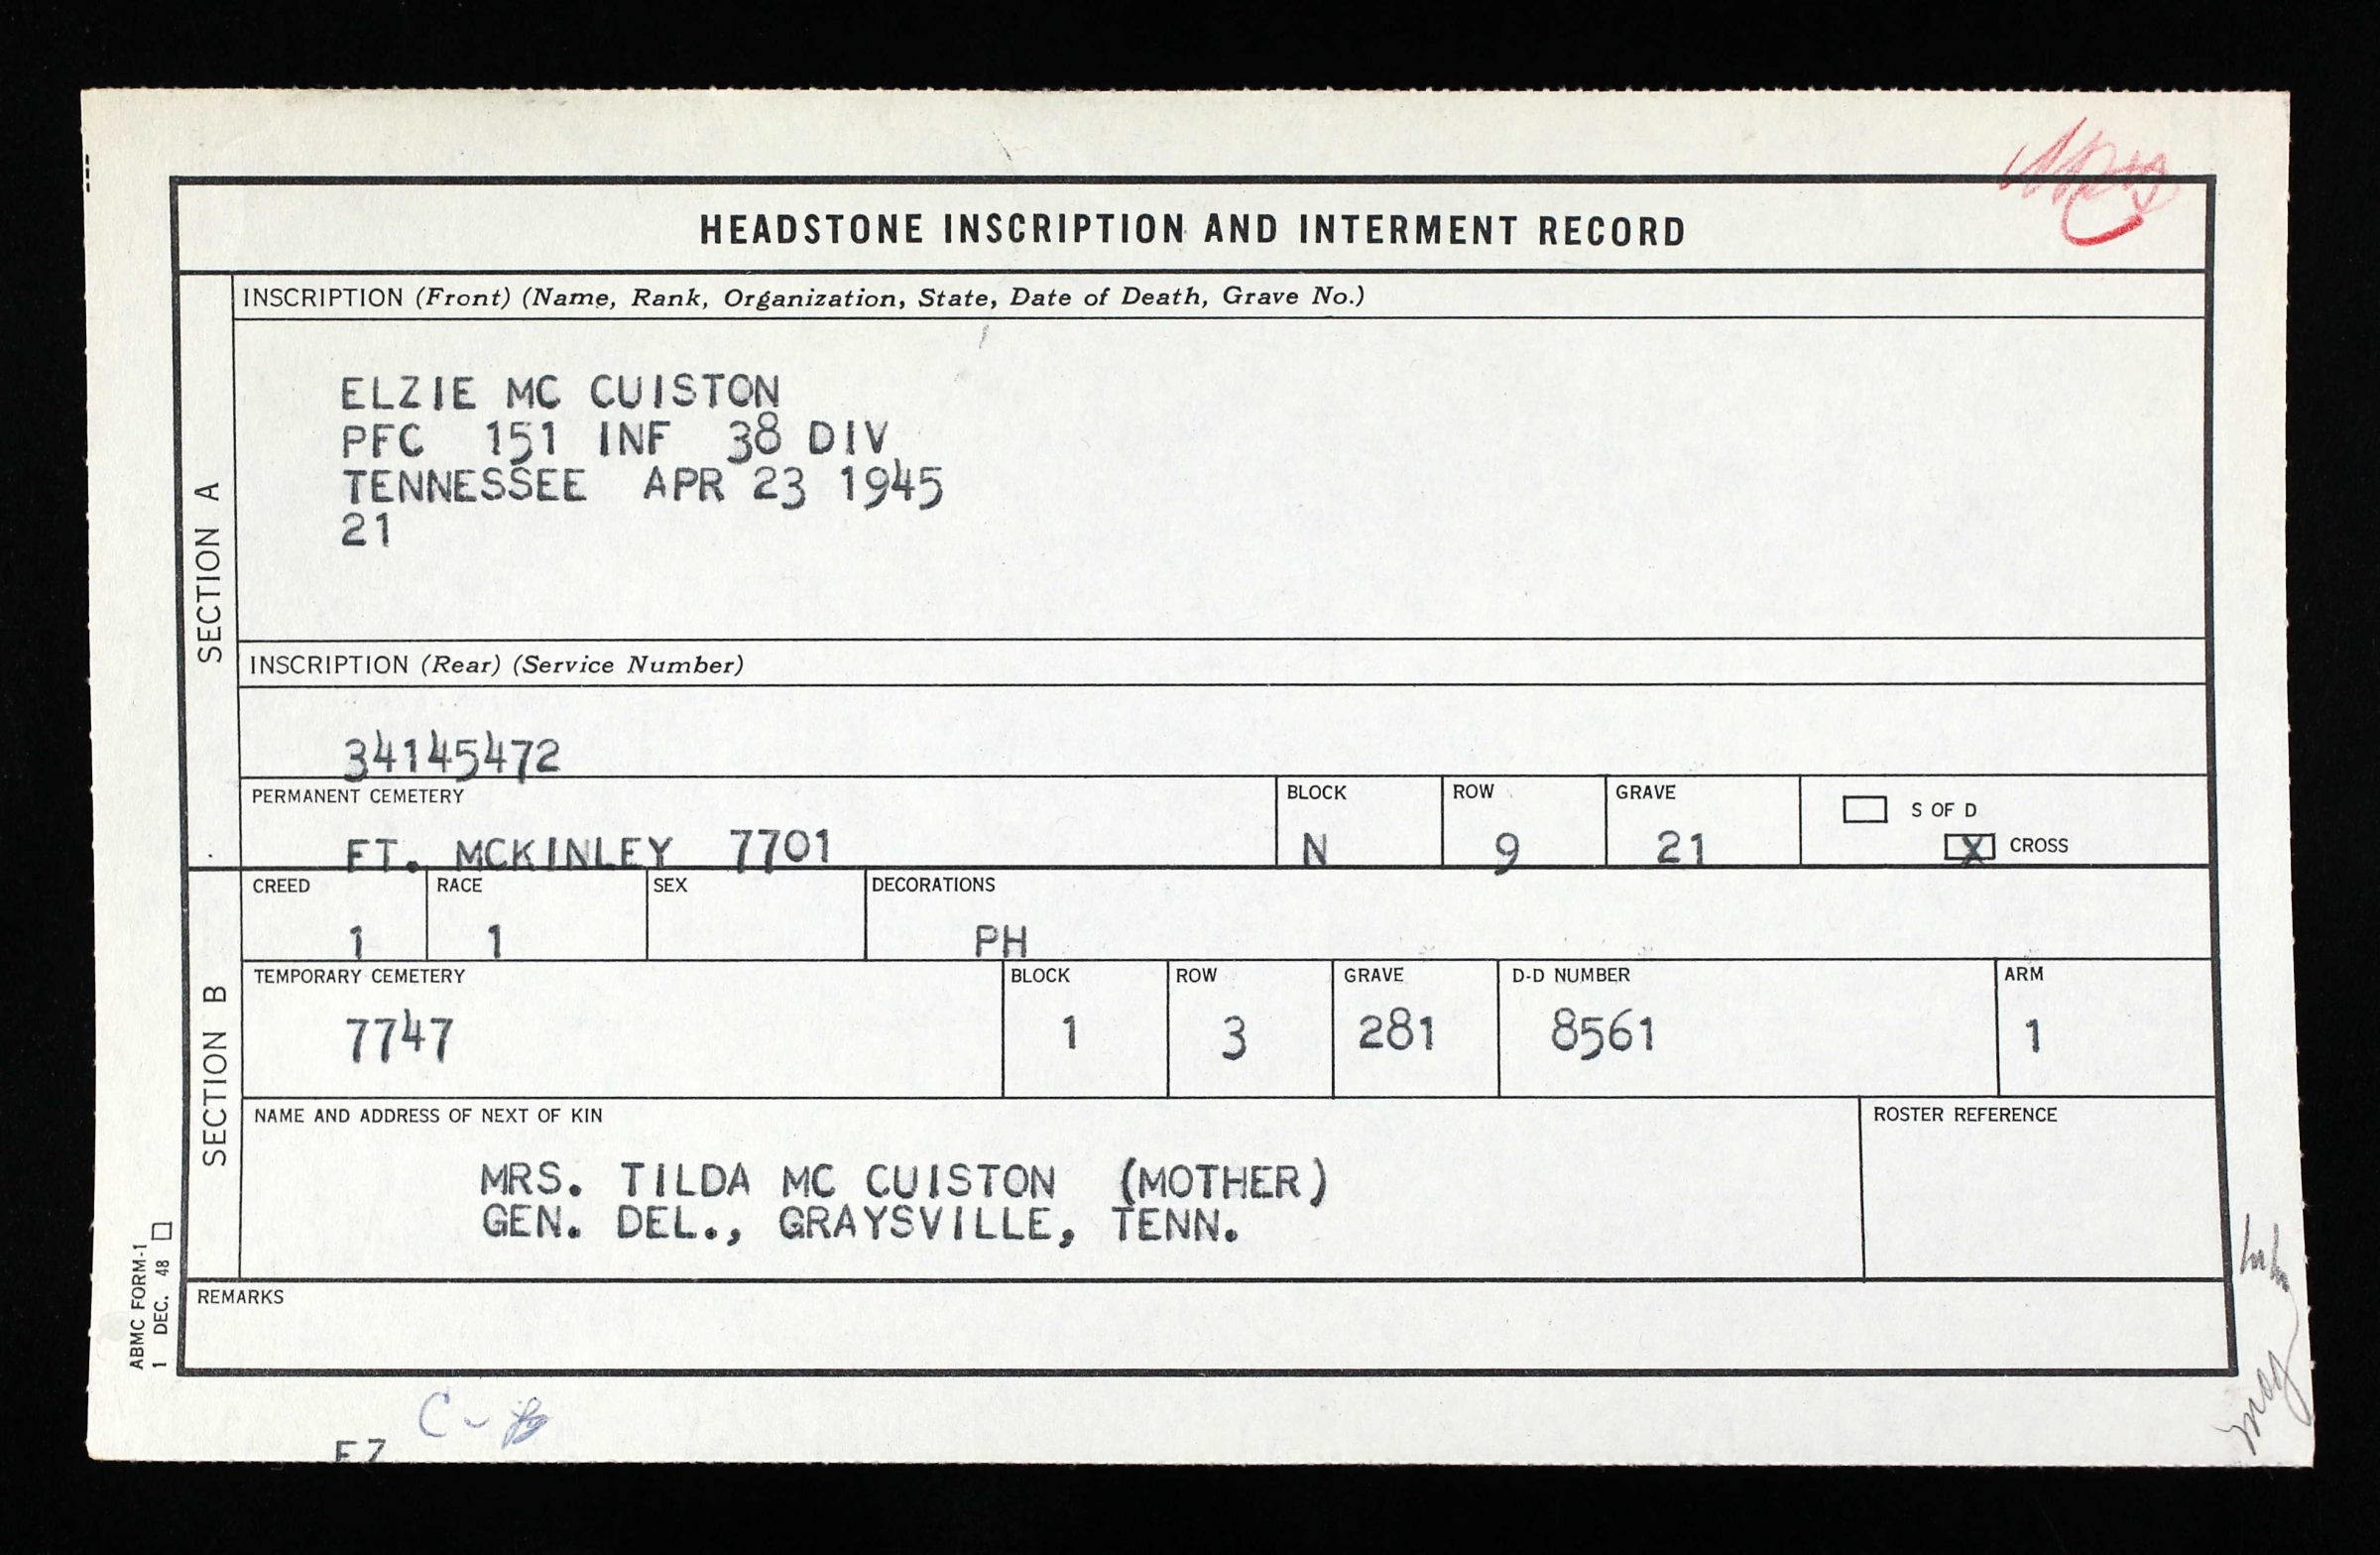 HEADSTONE INSCRIPTION AND INTERMENT RECORD
SECTION A
INSCRIPTION (Front) (Name, Rank, Organization, State, Date of Death, Grave No.)
ELZIE MC CUISTON
PFC 151 INF 38 DIV
TENNESSEE APR 23 1945
21
INSCRIPTION (Rear) (Service Number)
34145472
PERMANENT CEMETERY BLOCK ROW GRAVE
FT. MCKINLEY 7701 N 9 21
S OF D
X CROSS
SECTION B
CREED RACE SEX DECORATIONS
1 1 PH
TEMPORARY CEMETERY BLOCK ROW GRAVE D-D NUMBER ARM
7747 1 3 281 8561 1
NAME AND ADDRESS OF NEXT OF KIN ROSTER REFERENCE
MRS. TILDA MC CUISTON (MOTHER)
GEN. DEL., GRAYSVILLE, TENN.
REMARKS
ABMC FORM-1
1 DEC. 48